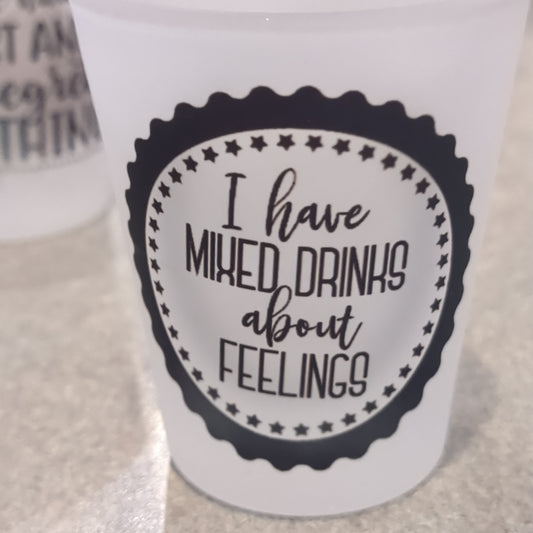 I have
MIXED DRINKS
about
FEELINGS